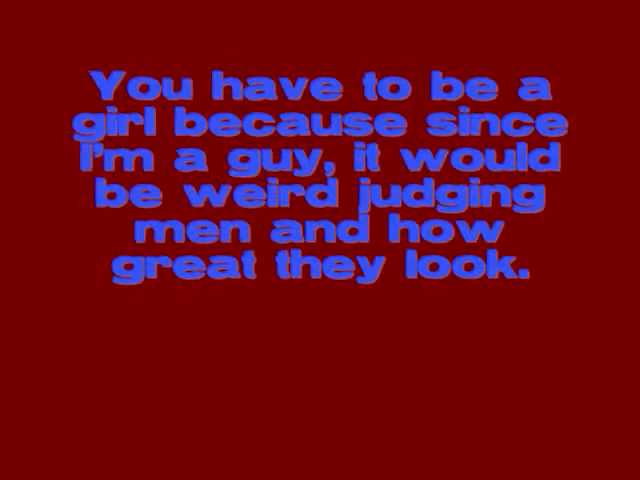 You have to be a
girl because since
I'm a guy, it would
be weird judging
men and how
great they look.